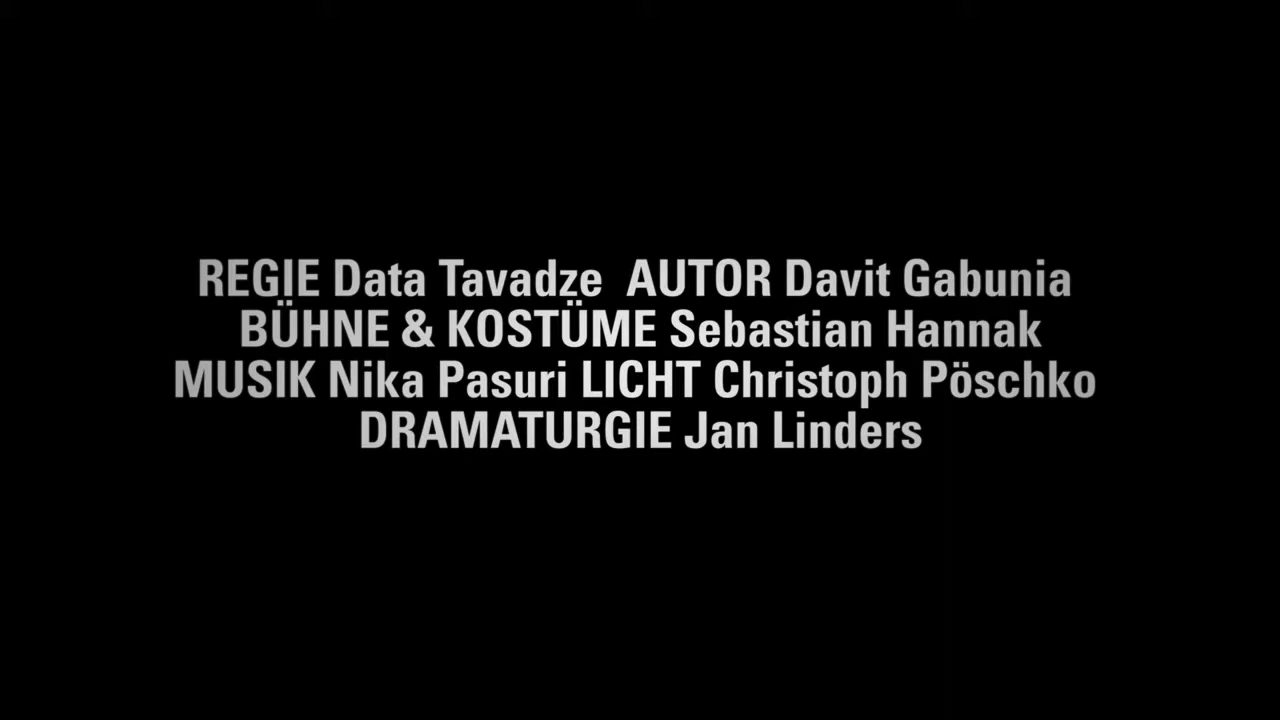 REGIE Data Tavadze  AUTOR Davit Gabunia
BÜHNE & KOSTÜME Sebastian Hannak
MUSIK Nika Pasuri LICHT Christoph Pöschko
DRAMATURGIE Jan Linders